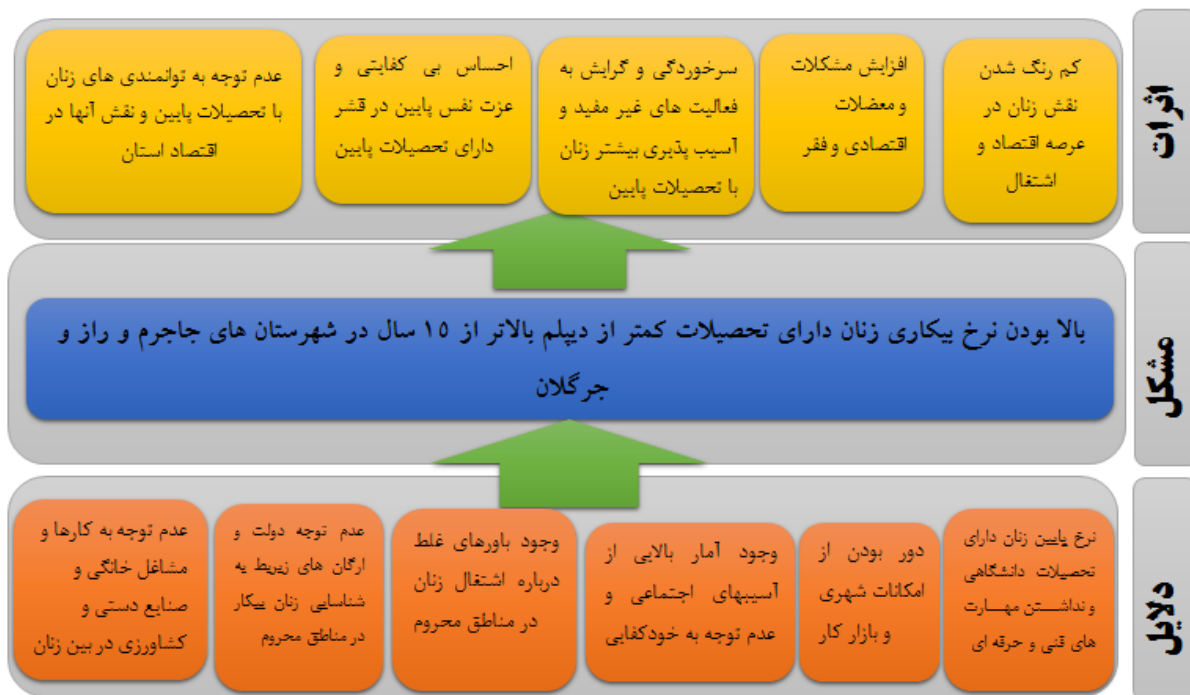 اثرات
کم رنگ شدن
نقش زنان در
عرصه اقتصاد و
اشتغال
افزایش مشکلات
و معضلات
اقتصادی و فقر
سرخوردگی و گرایش به
فعالیت های غیر مفید و
آسیب پذیری بیشتر زنان
با تحصیلات پایین
احساس بی کفایتی و
عزت نفس پایین در قشر
دارای تحصیلات پایین
عدم توجه به توانمندی های زنان
با تحصیلات پایین و نقش آنها در
اقتصاد استان
مشکل
بالا بودن نرخ بیکاری زنان دارای تحصیلات کمتر از دیپلم بالاتر از ۱۵ سال در شهرستان های جاجرم و راز و
جرگلان
دلایل
نرخ پایین زنان دارای
تحصیلات دانشگاهی
و نداشتن مهارت
های فنی و حرفه ای
دور بودن از
امکانات شهری
و بازار کار
وجود آمار بالایی از
آسیبهای اجتماعی و
عدم توجه به خودکفایی
وجود باورهای غلط
درباره اشتغال زنان
در مناطق محروم
عدم توجه دولت و
ارگان های زیربط به
شناسایی زنان بیکار
در مناطق محروم
عدم توجه به کارها و
مشاغل خانگی و
صنایع دستی و
کشاورزی در بین زنان